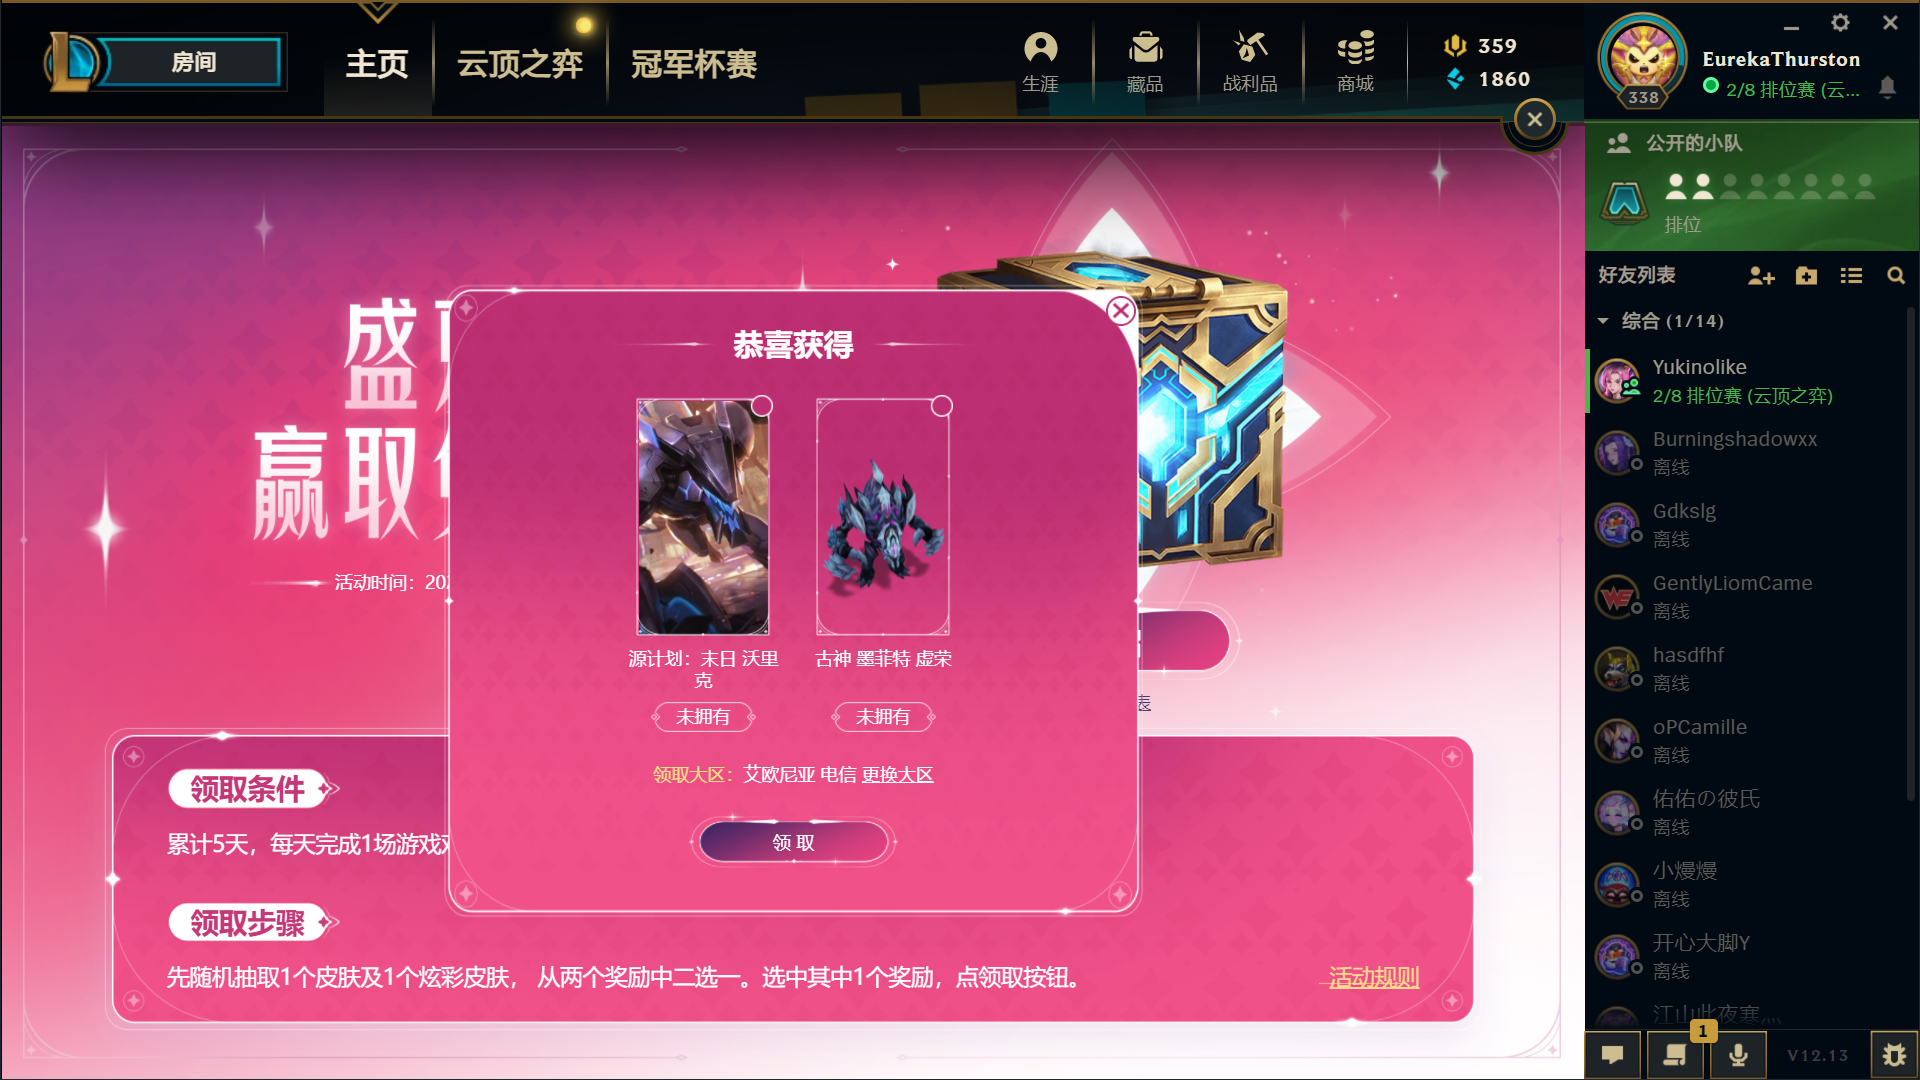 房间
主页
云顶之弈
冠军杯赛
生涯
藏品
战利品
商城
359
1860
338
EurekaThurston
2/8 排位赛 (云...
公开的小队
排位
好友列表
综合 (1/14)
Yukinolike
2/8 排位赛 (云顶之弈)
Burningshadowxx
离线
Gdkslg
离线
GentlyLiomCame
离线
hasdfhf
离线
oPCamille
离线
佑佑の彼氏
离线
小熳熳
离线
开心大脚Y
离线
江山此夜寒灬
1
V12.13
盛
赢取
活动时间：20
恭喜获得
源计划：末日 沃里
克
古神 墨菲特 虚荣
未拥有
未拥有
领取大区：艾欧尼亚 电信 更换大区
领 取
表
领取条件
累计5天，每天完成1场游戏
领取步骤
先随机抽取1个皮肤及1个炫彩皮肤， 从两个奖励中二选一。选中其中1个奖励，点领取按钮。
活动规则